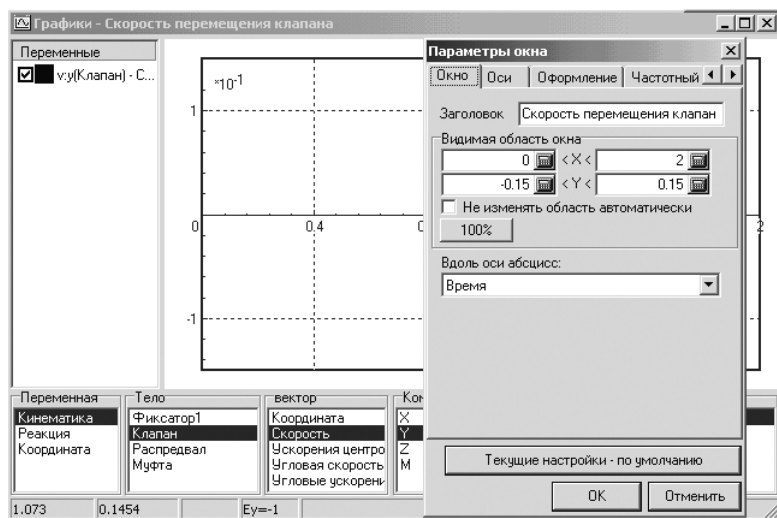 Графики - Скорость перемещения клапана
Переменные
v:y(Клапан) - С...
*10-1
1
0
0.4
2
-1
Параметры окна
Окно Оси Оформление Частотный
Заголовок Скорость перемещения клапан
Видимая область окна
0 < X < 2
-0.15 < Y < 0.15
Не изменять область автоматически
100%
Вдоль оси абсцисс:
Время
Текущие настройки - по умолчанию
OK Отменить
Переменная
Кинематика
Реакция
Координата
Тело
Фиксатор1
Клапан
Распредвал
Муфта
вектор
Координата
Скорость
Ускорения центро
Угловая скорость
Угловые ускорени
X
Y
Z
M
1.073 0.1454 Ey=-1